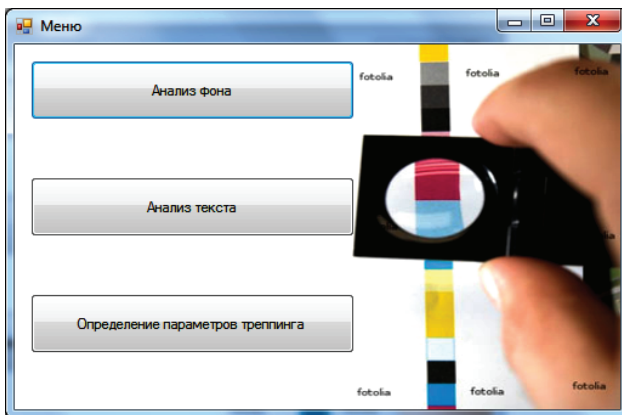 Меню
Анализ фона
Анализ текста
Определение параметров треппинга
fotolia
fotolia
fotolia
fotolia
fotolia
fotolia